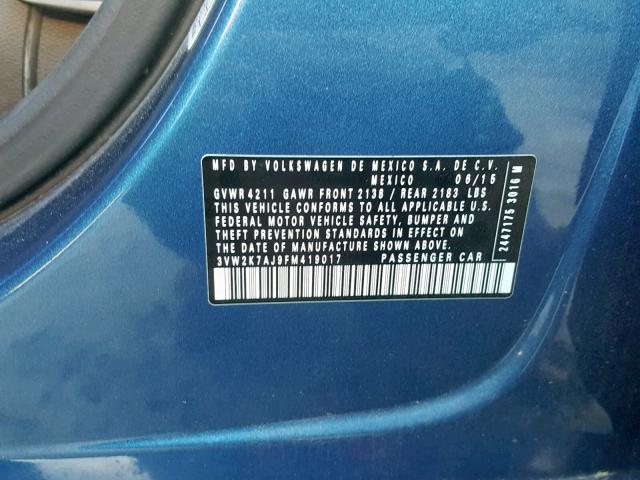 MFD BY VOLKSWAGEN DE MEXICO S.A. DE C.V.
MEXICO 06/15
GVWR 4211 GAWR FRONT 2138 / REAR 2183 LBS
THIS VEHICLE CONFORMS TO ALL APPLICABLE U.S.
FEDERAL MOTOR VEHICLE SAFETY, BUMPER AND
THEFT PREVENTION STANDARDS IN EFFECT ON
THE DATE OF MANUFACTURE SHOWN ABOVE.
3VW2K7AJ9FM419017 PASSENGER CAR
2447175 3016 M